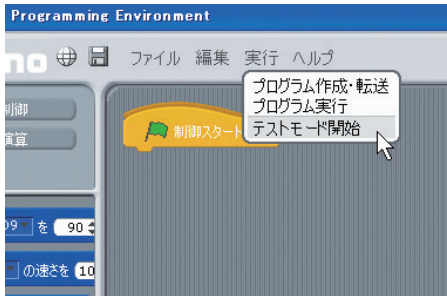 Programming Environment
no ファイル 編集 実行 ヘルプ
プログラム作成・転送
プログラム実行
テストモード開始
制御
演算
制御スタート
9 を 90
の速さを 10